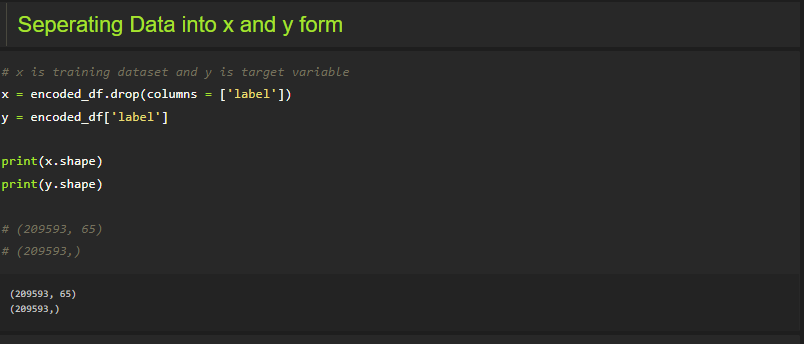 Seperating Data into x and y form
# x is training dataset and y is target variable
x = encoded_df.drop(columns = ['label'])
y = encoded_df['label']
print(x.shape)
print(y.shape)
# (209593, 65)
# (209593,)
(209593, 65)
(209593,)